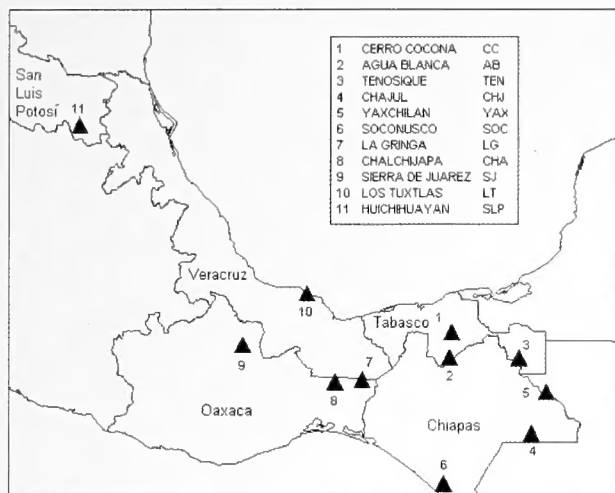 1 CERRO COCONA CC
2 AGUA BLANCA AB
3 TENOSIQUE TEN
4 CHAJUL CHJ
5 YAXCHILAN YAX
6 SOCONUSCO SOC
7 LA GRINGA LG
8 CHALCHIJAPA CHA
9 SIERRA DE JUAREZ SJ
10 LOS TUXTLAS LT
11 HUICHIHUAYAN SLP
San
Luis
Potosí
11
Veracruz
10
Tabasco
1
2
3
9
8
7
5
Oaxaca
Chiapas
4
6